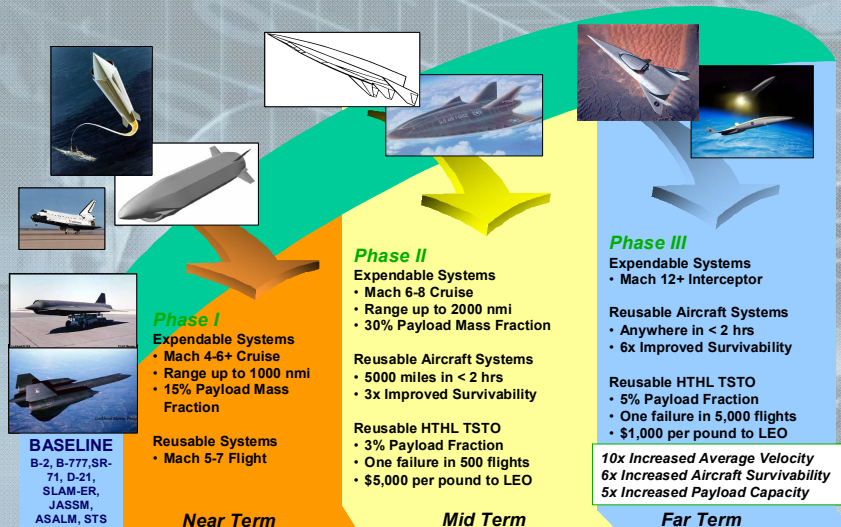 BASELINE
B-2, B-777,SR-
71, D-21,
SLAM-ER,
JASSM,
ASALM, STS
Phase I
Expendable Systems
• Mach 4-6+ Cruise
• Range up to 1000 nmi
• 15% Payload Mass
Fraction
Reusable Systems
• Mach 5-7 Flight
Near Term
Phase II
Expendable Systems
• Mach 6-8 Cruise
• Range up to 2000 nmi
• 30% Payload Mass Fraction
Reusable Aircraft Systems
• 5000 miles in < 2 hrs
• 3x Improved Survivability
Reusable HTHL TSTO
• 3% Payload Fraction
• One failure in 500 flights
• $5,000 per pound to LEO
Mid Term
Phase III
Expendable Systems
• Mach 12+ Interceptor
Reusable Aircraft Systems
• Anywhere in < 2 hrs
• 6x Improved Survivability
Reusable HTHL TSTO
• 5% Payload Fraction
• One failure in 5,000 flights
• $1,000 per pound to LEO
10x Increased Average Velocity
6x Increased Aircraft Survivability
5x Increased Payload Capacity
Far Term